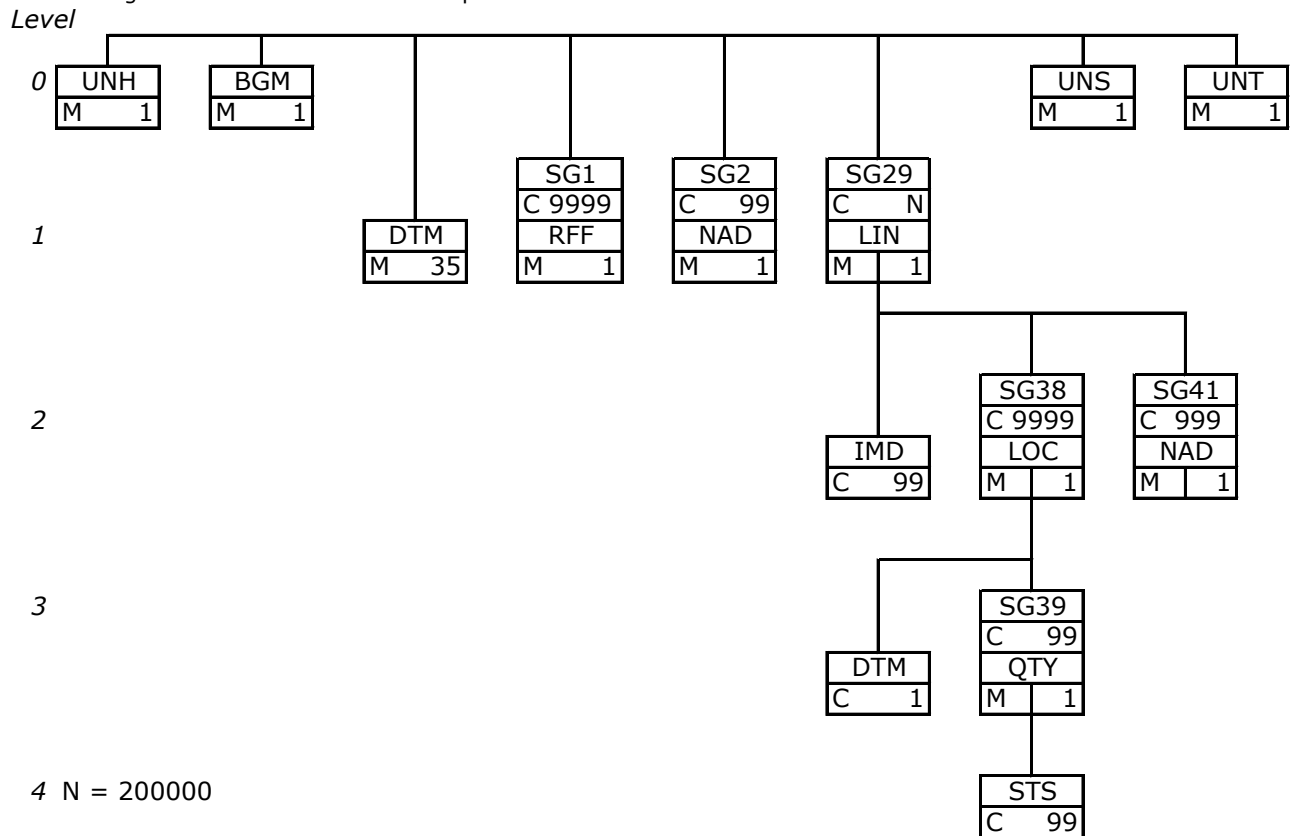 Level
0 UNH BGM UNS UNT
M 1 M 1 M 1 M 1
SG1 SG2 SG29
C 9999 C 99 C N
1 DTM RFF NAD LIN
M 35 M 1 M 1 M 1
SG38 SG41
2 C 9999 C 999
IMD LOC NAD
C 99 M 1 M 1
3 SG39
C 99
DTM QTY
C 1 M 1
4 N = 200000 STS
C 99